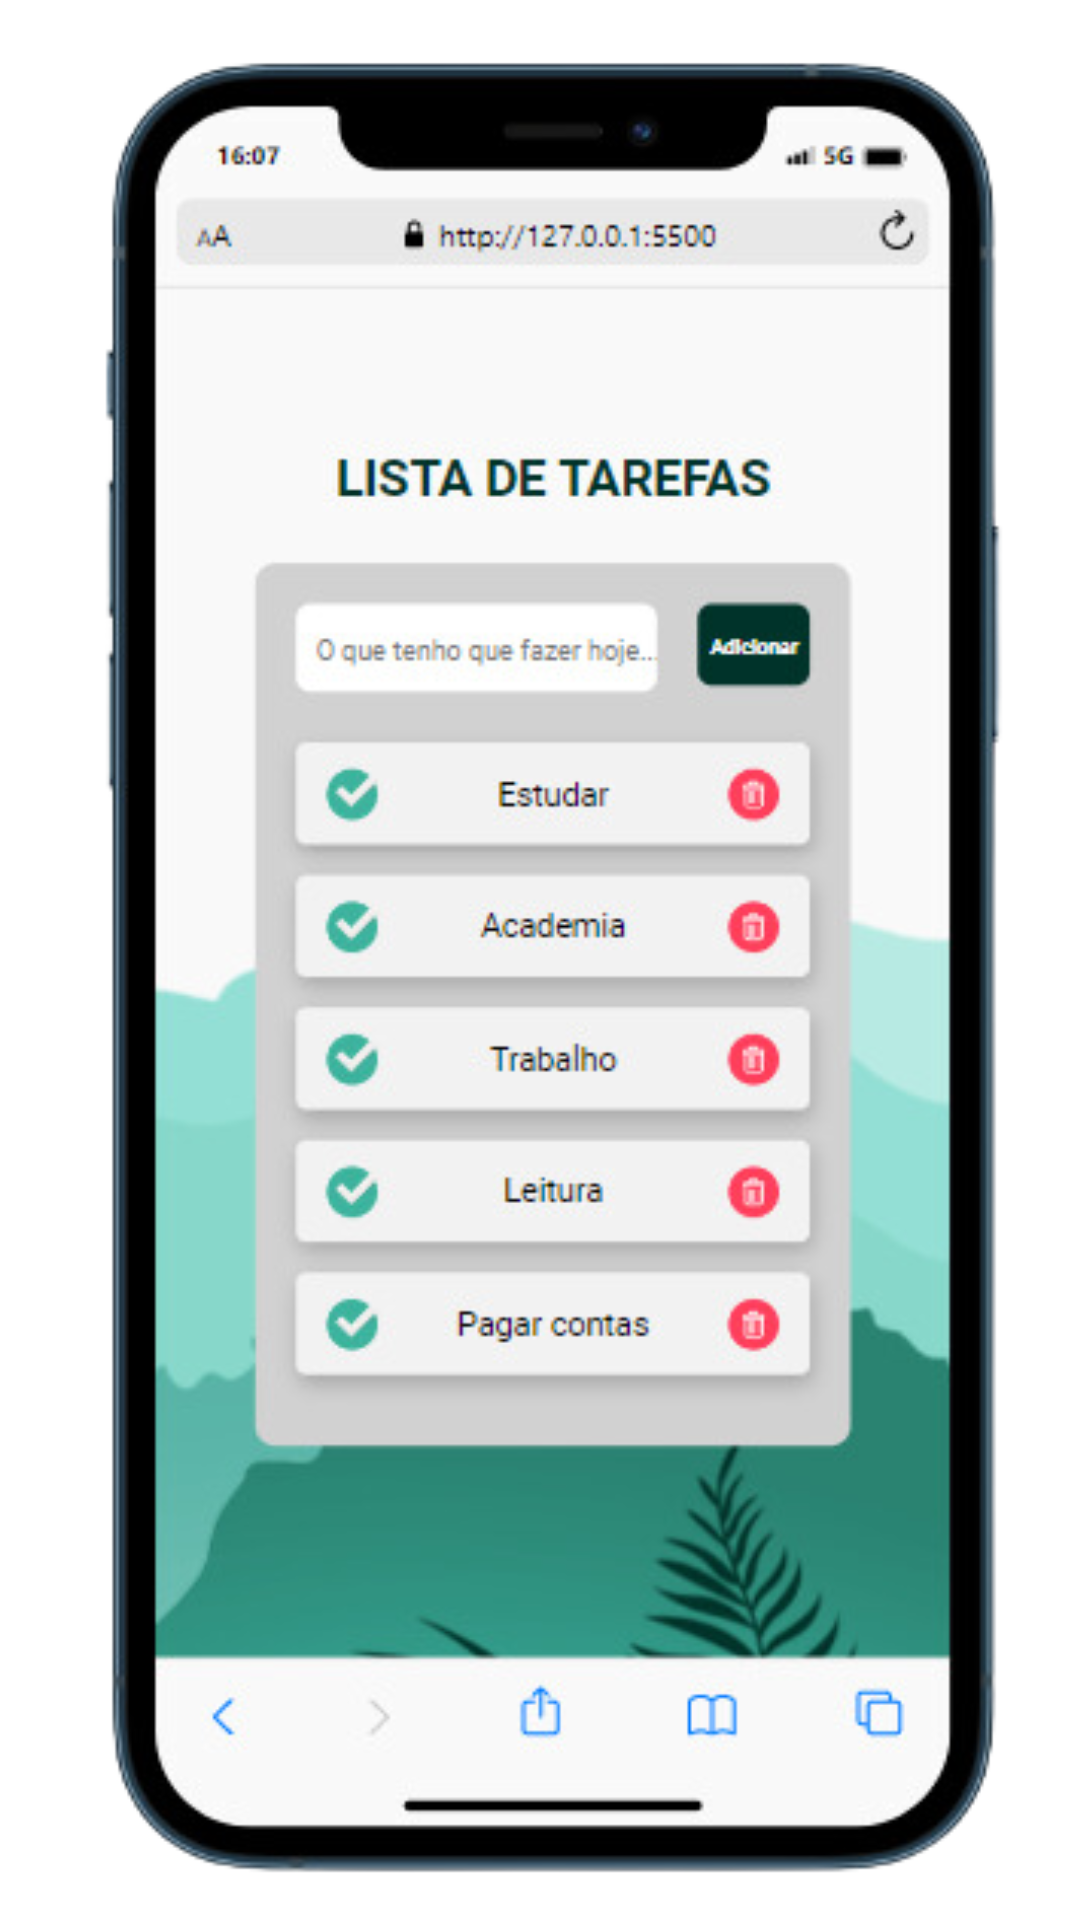 16:07
5G
AA http://127.0.0.1:5500
LISTA DE TAREFAS
O que tenho que fazer hoje... Adicionar
Estudar
Academia
Trabalho
Leitura
Pagar contas